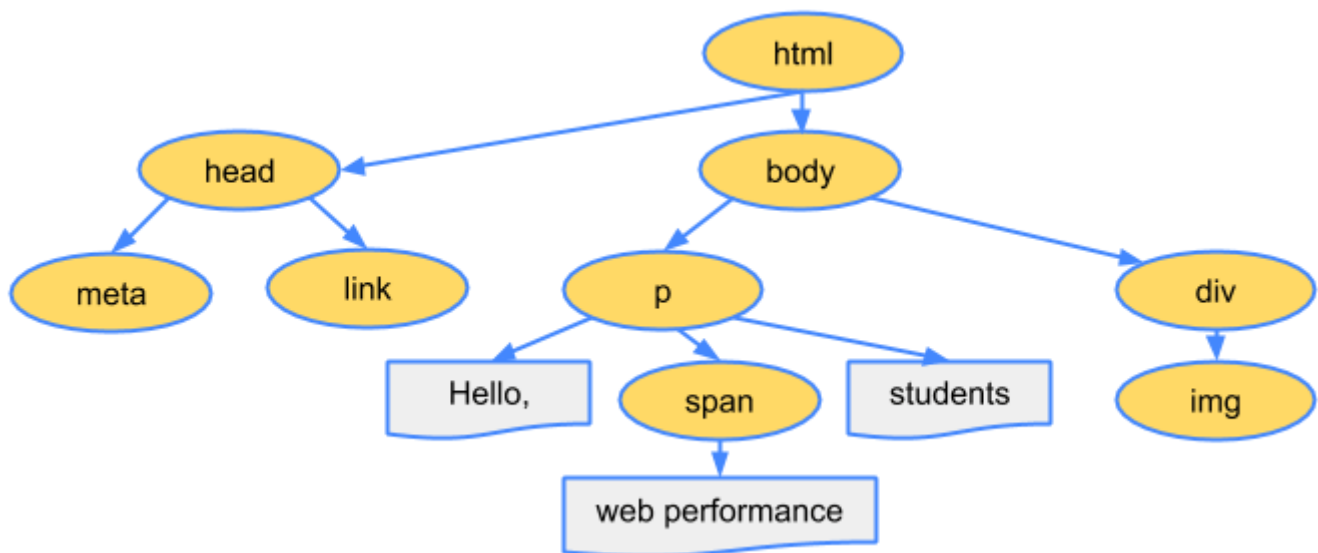 html
head
body
meta
link
p
div
Hello,
span
students
img
web performance